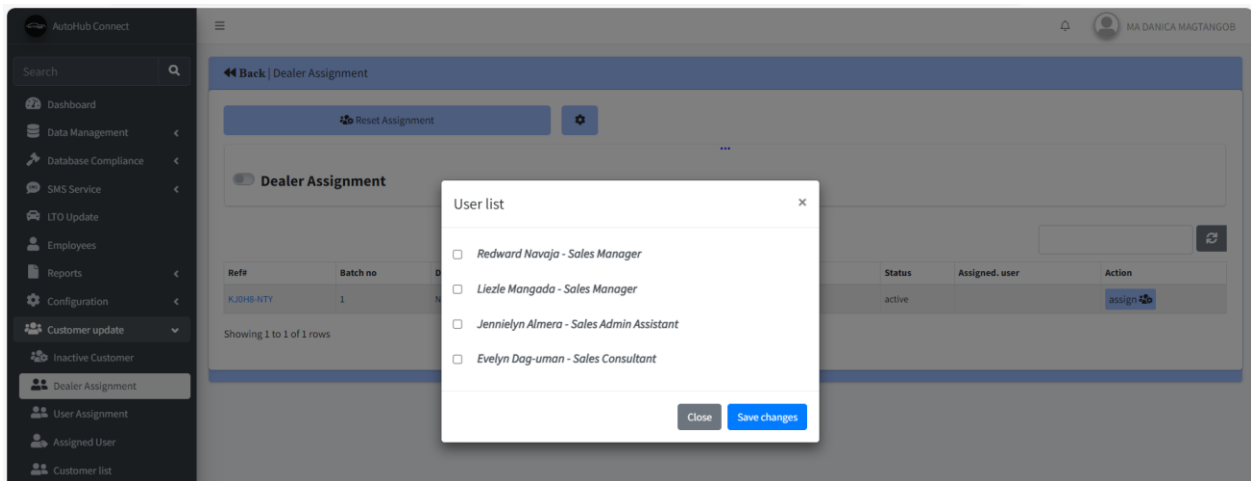 AutoHub Connect
MA DANICA MAGTANGOB
Search
Back | Dealer Assignment
Dashboard
Data Management
Database Compliance
SMS Service
LTO Update
Employees
Reports
Configuration
Customer update
Inactive Customer
Dealer Assignment
User Assignment
Assigned User
Customer list
Reset Assignment
...
Dealer Assignment
User list
×
Redward Navaja - Sales Manager
Liezle Mangada - Sales Manager
Jennielyn Almera - Sales Admin Assistant
Evelyn Dag-uman - Sales Consultant
Close Save changes
Ref# Batch no D Status Assigned. user Action
KJ0H8-NTY 1 N active assign
Showing 1 to 1 of 1 rows